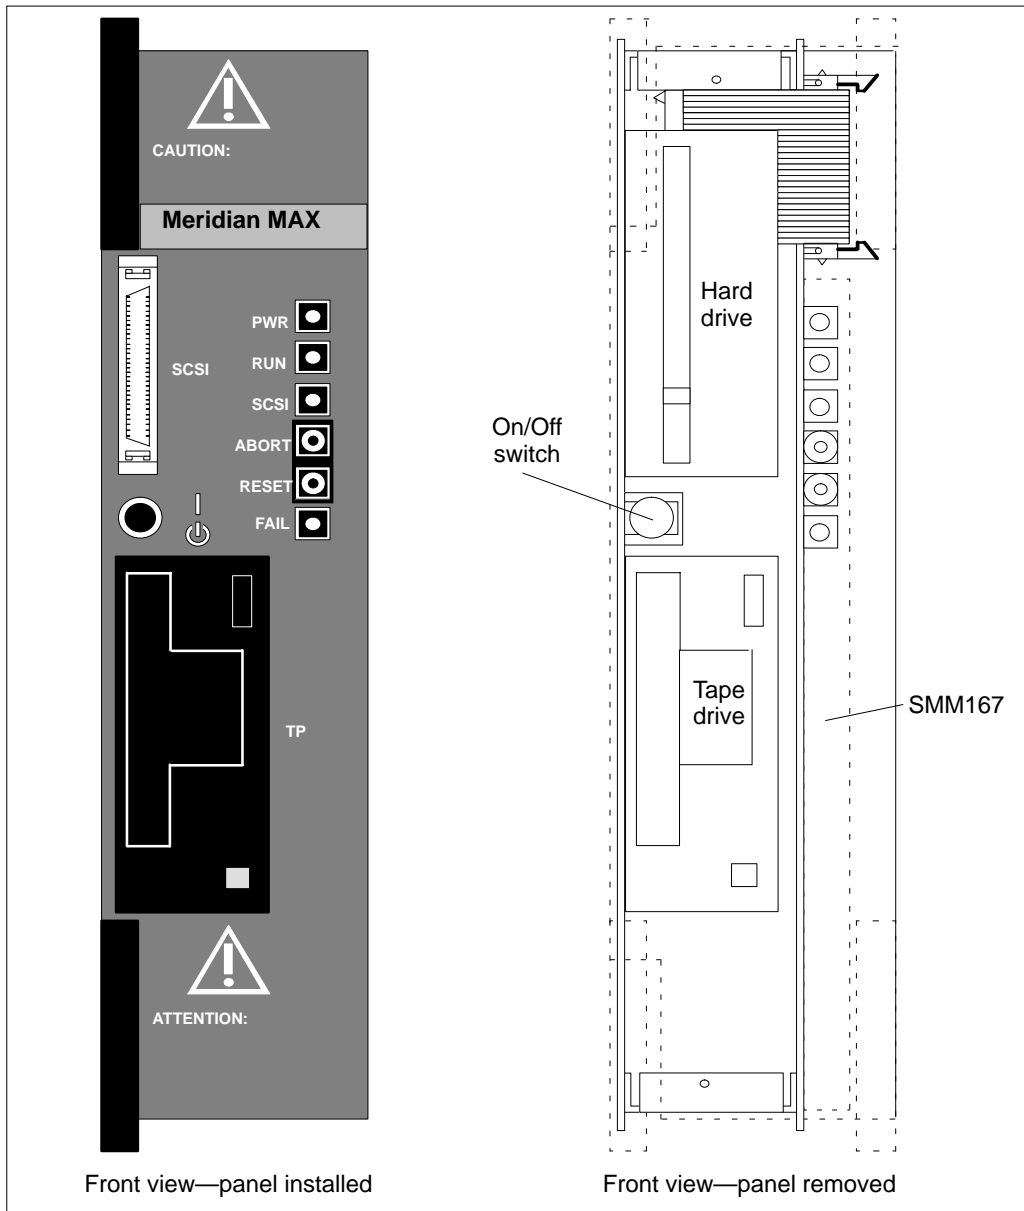 CAUTION:
Meridian MAX
SCSI
PWR
RUN
SCSI
ABORT
RESET
FAIL
TP
ATTENTION:
Front view—panel installed
Hard
drive
On/Off
switch
Tape
drive
SMM167
Front view—panel removed